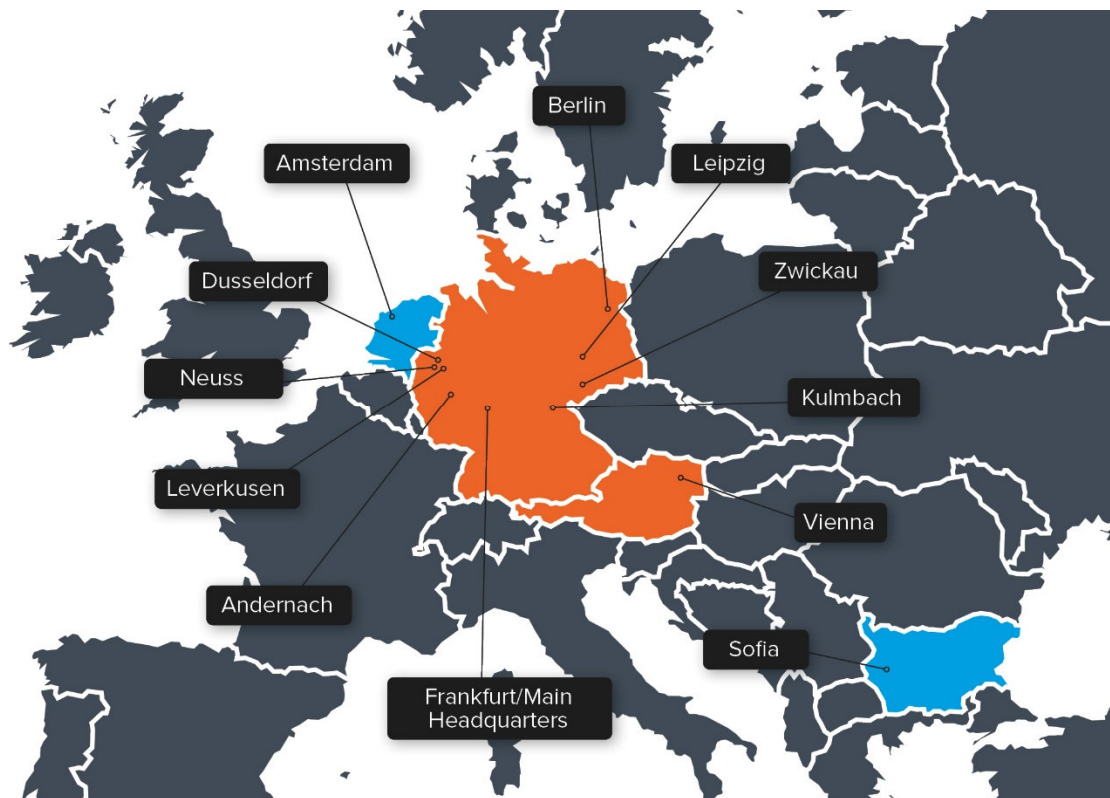 Berlin
Amsterdam
Leipzig
Dusseldorf
Zwickau
Neuss
Kulmbach
Leverkusen
Vienna
Andernach
Sofia
Frankfurt/Main
Headquarters